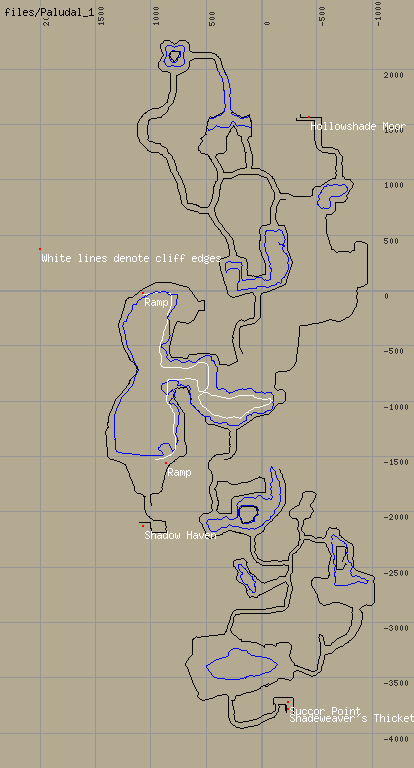 files/Paludal_1
2000
1500
1000
500
0
-500
-1000
2000
Hollowshade Moor
1000
500
White lines denote cliff edges
0
Ramp
-500
-1000
-1500
Ramp
-2000
Shadow Haven
-2500
-3000
-3500
Succor Point
Shadeweaver's Thicket
-4000